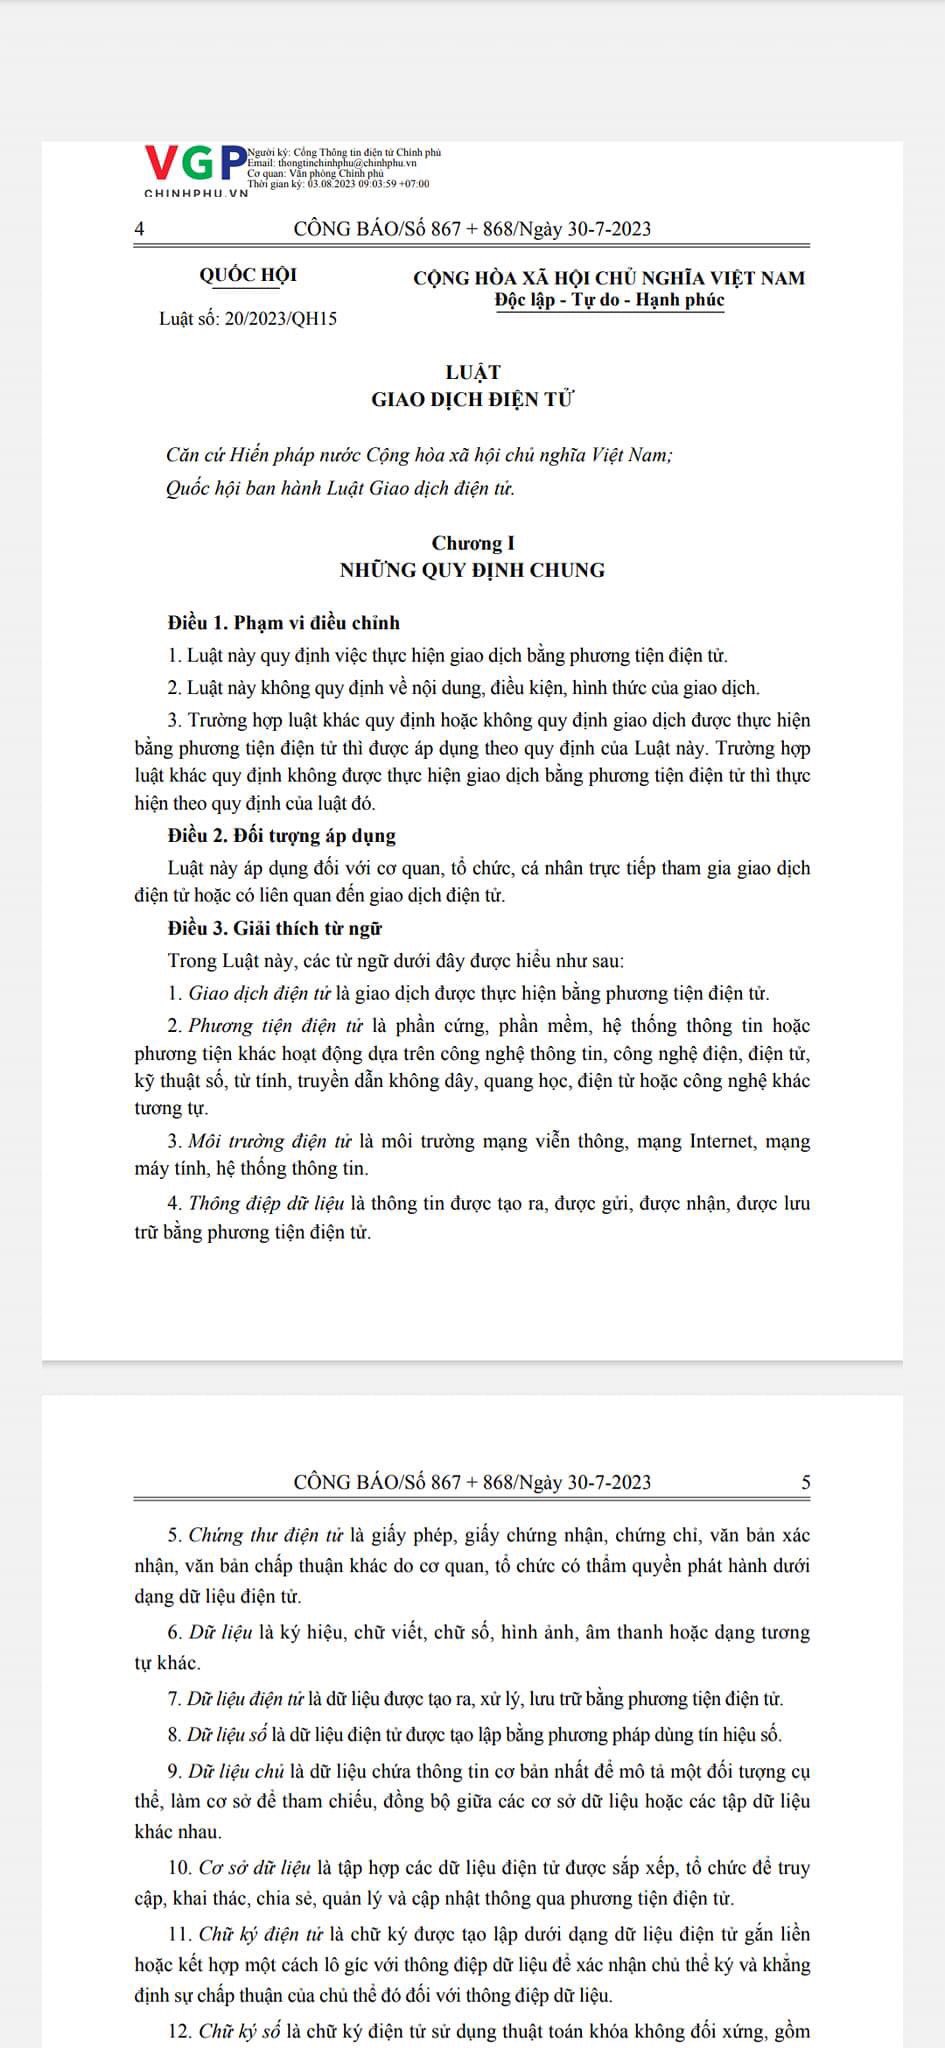 VGP
CHINHPHU.VN
Người ký: Cổng Thông tin điện tử Chính phủ
Email: thongtinchinhphu@chinhphu.vn
Cơ quan: Văn phòng Chính phủ
Thời gian ký: 03.08.2023 09:03:59 +07:00
4 CÔNG BÁO/Số 867 + 868/Ngày 30-7-2023
QUỐC HỘI
CỘNG HÒA XÃ HỘI CHỦ NGHĨA VIỆT NAM
Độc lập - Tự do - Hạnh phúc
Luật số: 20/2023/QH15
LUẬT
GIAO DỊCH ĐIỆN TỬ
Căn cứ Hiến pháp nước Cộng hòa xã hội chủ nghĩa Việt Nam;
Quốc hội ban hành Luật Giao dịch điện tử.
Chương I
NHỮNG QUY ĐỊNH CHUNG
Điều 1. Phạm vi điều chỉnh
1. Luật này quy định việc thực hiện giao dịch bằng phương tiện điện tử.
2. Luật này không quy định về nội dung, điều kiện, hình thức của giao dịch.
3. Trường hợp luật khác quy định hoặc không quy định giao dịch được thực hiện
bằng phương tiện điện tử thì được áp dụng theo quy định của Luật này. Trường hợp
luật khác quy định không được thực hiện giao dịch bằng phương tiện điện tử thì thực
hiện theo quy định của luật đó.
Điều 2. Đối tượng áp dụng
Luật này áp dụng đối với cơ quan, tổ chức, cá nhân trực tiếp tham gia giao dịch
điện tử hoặc có liên quan đến giao dịch điện tử.
Điều 3. Giải thích từ ngữ
Trong Luật này, các từ ngữ dưới đây được hiểu như sau:
1. Giao dịch điện tử là giao dịch được thực hiện bằng phương tiện điện tử.
2. Phương tiện điện tử là phần cứng, phần mềm, hệ thống thông tin hoặc
phương tiện khác hoạt động dựa trên công nghệ thông tin, công nghệ điện, điện tử,
kỹ thuật số, từ tính, truyền dẫn không dây, quang học, điện từ hoặc công nghệ khác
tương tự.
3. Môi trường điện tử là môi trường mạng viễn thông, mạng Internet, mạng
máy tính, hệ thống thông tin.
4. Thông điệp dữ liệu là thông tin được tạo ra, được gửi, được nhận, được lưu
trữ bằng phương tiện điện tử.
CÔNG BÁO/Số 867 + 868/Ngày 30-7-2023 5
5. Chứng thư điện tử là giấy phép, giấy chứng nhận, chứng chỉ, văn bản xác
nhận, văn bản chấp thuận khác do cơ quan, tổ chức có thẩm quyền phát hành dưới
dạng dữ liệu điện tử.
6. Dữ liệu là ký hiệu, chữ viết, chữ số, hình ảnh, âm thanh hoặc dạng tương
tự khác.
7. Dữ liệu điện tử là dữ liệu được tạo ra, xử lý, lưu trữ bằng phương tiện điện tử.
8. Dữ liệu số là dữ liệu điện tử được tạo lập bằng phương pháp dùng tín hiệu số.
9. Dữ liệu chủ là dữ liệu chứa thông tin cơ bản nhất để mô tả một đối tượng cụ
thể, làm cơ sở để tham chiếu, đồng bộ giữa các cơ sở dữ liệu hoặc các tập dữ liệu
khác nhau.
10. Cơ sở dữ liệu là tập hợp các dữ liệu điện tử được sắp xếp, tổ chức để truy
cập, khai thác, chia sẻ, quản lý và cập nhật thông qua phương tiện điện tử.
11. Chữ ký điện tử là chữ ký được tạo lập dưới dạng dữ liệu điện tử gắn liền
hoặc kết hợp một cách lô gíc với thông điệp dữ liệu để xác nhận chủ thể ký và khẳng
định sự chấp thuận của chủ thể đó đối với thông điệp dữ liệu.
12. Chữ ký số là chữ ký điện tử sử dụng thuật toán khóa không đối xứng, gồm